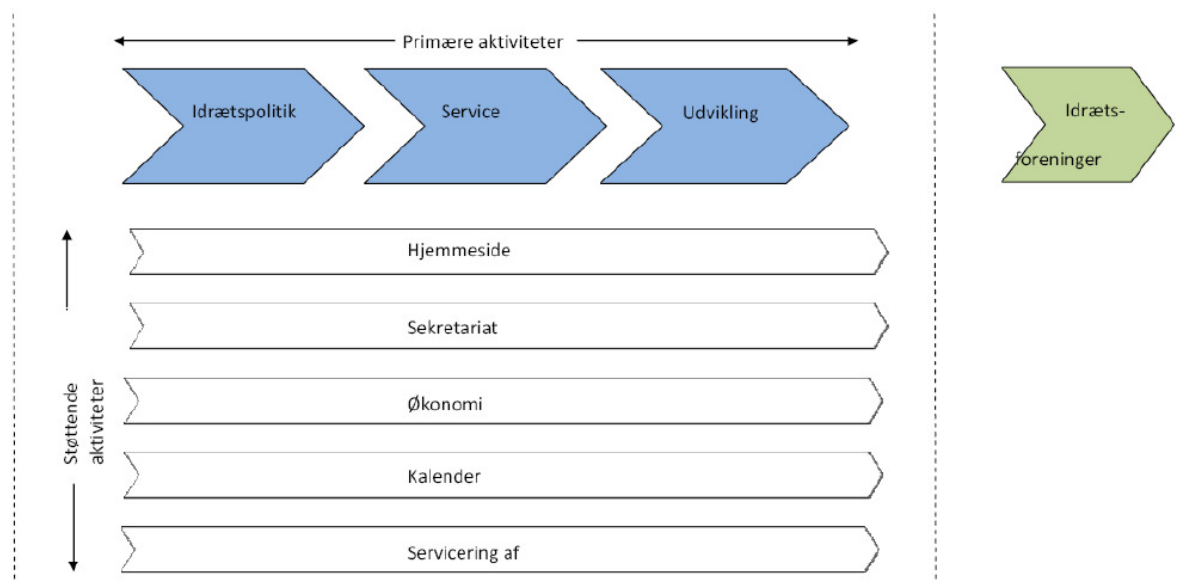 Primære aktiviteter
Idrætspolitik
Service
Udvikling
Idræts-
foreninger
Hjemmeside
Sekretariat
Økonomi
Kalender
Servicering af
Støttende
aktiviteter